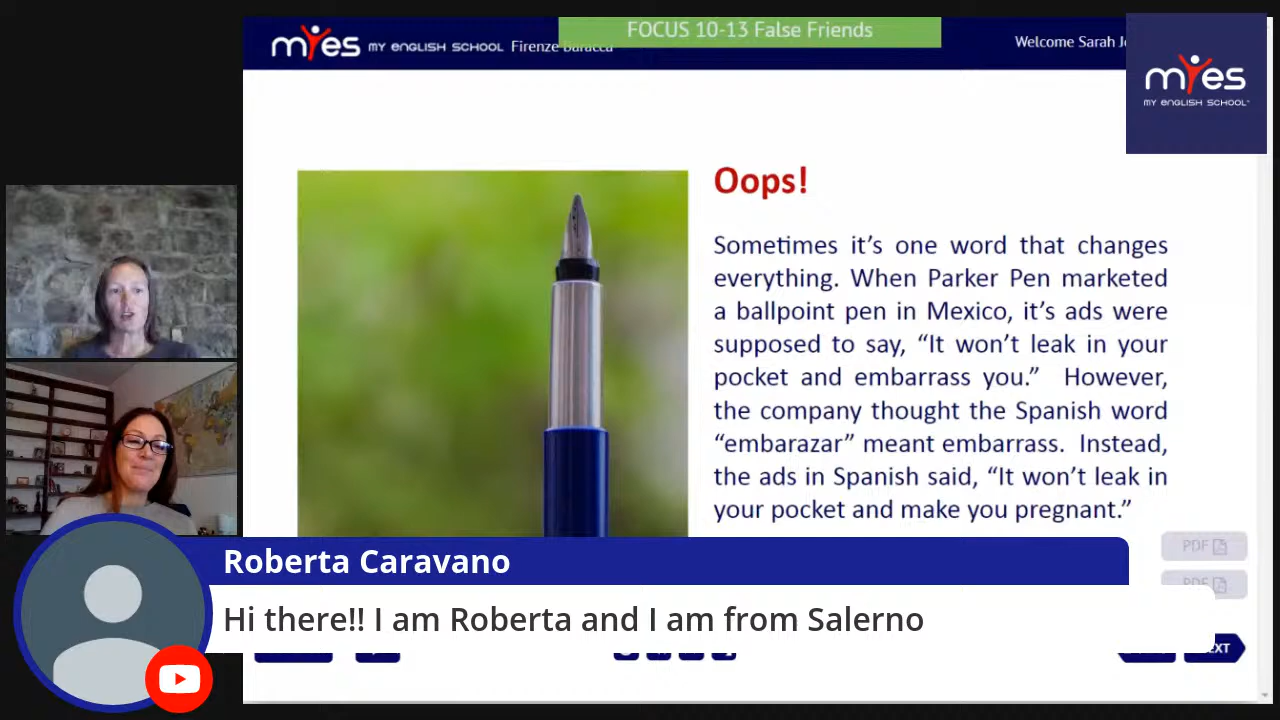 FOCUS 10-13 False Friends
myes MY ENGLISH SCHOOL Firenze Baracca
Welcome Sarah
myes
MY ENGLISH SCHOOL
Oops!
Sometimes it's one word that changes
everything. When Parker Pen marketed
a ballpoint pen in Mexico, it's ads were
supposed to say, “It won't leak in your
pocket and embarrass you.” However,
the company thought the Spanish word
“embarazar” meant embarrass. Instead,
the ads in Spanish said, “It won't leak in
your pocket and make you pregnant.”
PDF
PDF
Roberta Caravano
Hi there!! I am Roberta and I am from Salerno